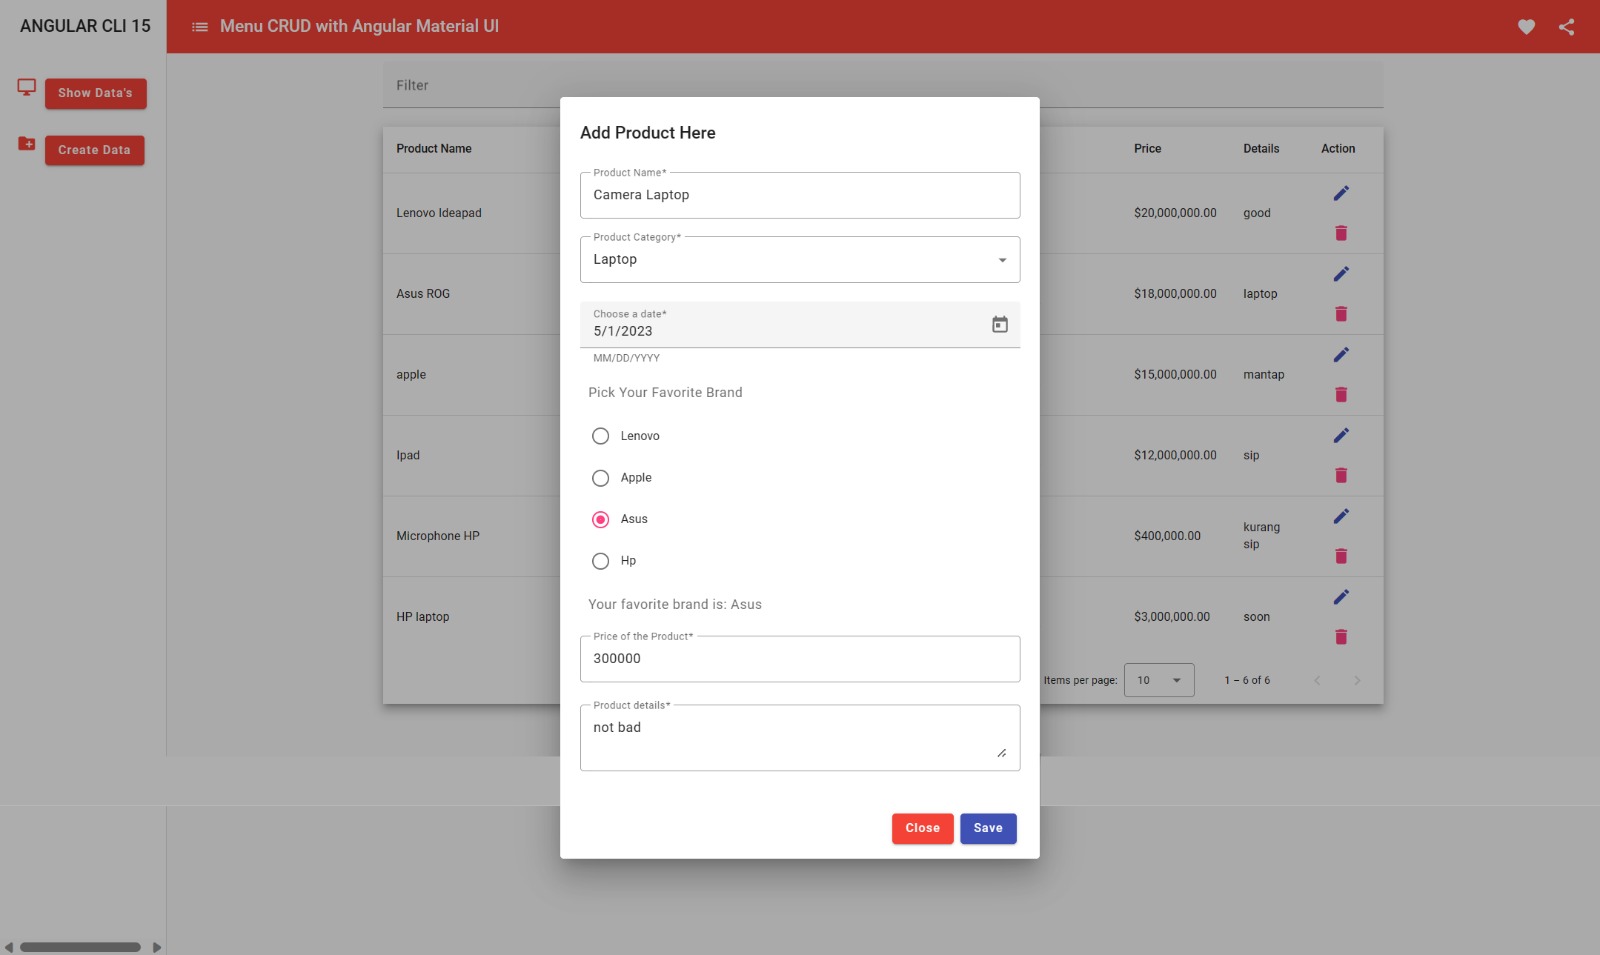 ANGULAR CLI 15
Menu CRUD with Angular Material UI
Show Data's
Create Data
Filter
Product Name
Price
Details
Action
Lenovo Ideapad
$20,000,000.00
good
Asus ROG
$18,000,000.00
laptop
apple
$15,000,000.00
mantap
Ipad
$12,000,000.00
sip
Microphone HP
$400,000.00
kurang
sip
HP laptop
$3,000,000.00
soon
Items per page:
10
1 – 6 of 6
Add Product Here
Product Name*
Camera Laptop
Product Category*
Laptop
Choose a date*
5/1/2023
MM/DD/YYYY
Pick Your Favorite Brand
Lenovo
Apple
Asus
Hp
Your favorite brand is: Asus
Price of the Product*
300000
Product details*
not bad
Close
Save